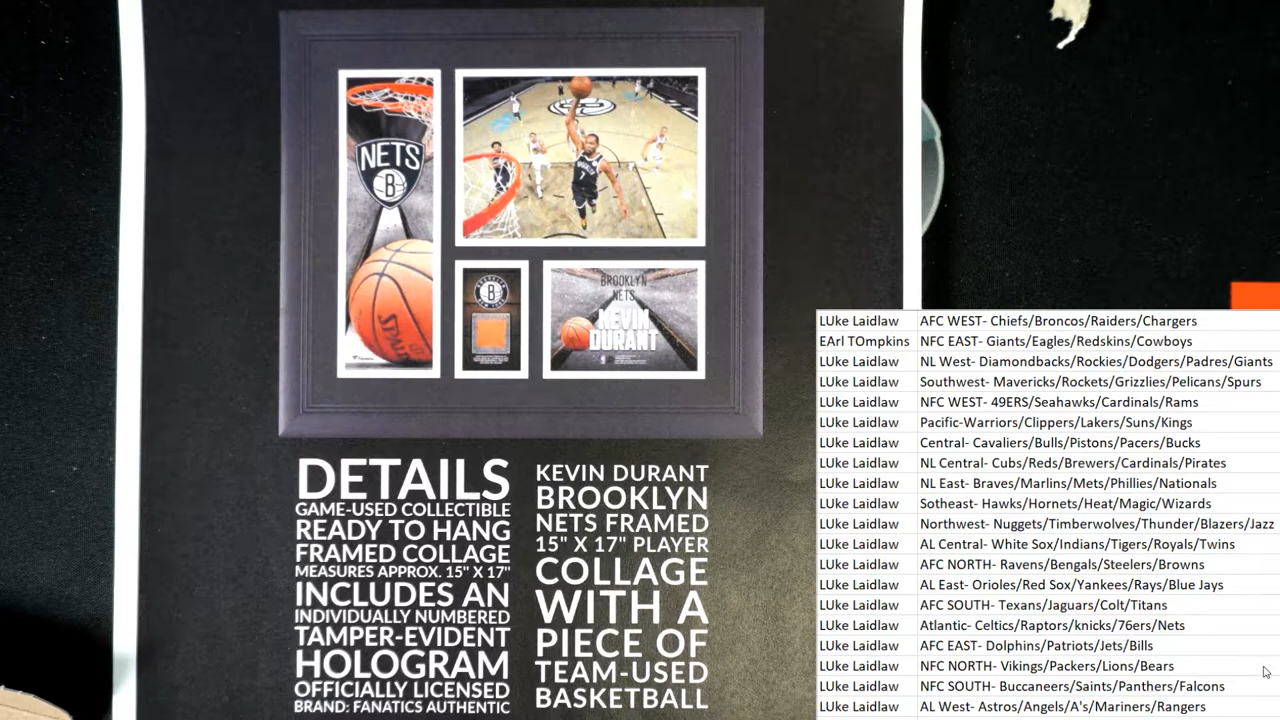 NETS
B
SPALDING
BROOKLYN
B
BROOKLYN
NETS
KEVIN
DURANT
DETAILS
GAME-USED COLLECTIBLE
READY TO HANG
FRAMED COLLAGE
MEASURES APPROX. 15" X 17"
INCLUDES AN
INDIVIDUALLY NUMBERED
TAMPER-EVIDENT
HOLOGRAM
OFFICIALLY LICENSED
BRAND: FANATICS AUTHENTIC
KEVIN DURANT
BROOKLYN
NETS FRAMED
15" X 17" PLAYER
COLLAGE
WITH A
PIECE OF
TEAM-USED
BASKETBALL
LUke Laidlaw AFC WEST- Chiefs/Broncos/Raiders/Chargers
EArl TOmpkins NFC EAST- Giants/Eagles/Redskins/Cowboys
LUke Laidlaw NL West- Diamondbacks/Rockies/Dodgers/Padres/Giants
LUke Laidlaw Southwest- Mavericks/Rockets/Grizzlies/Pelicans/Spurs
LUke Laidlaw NFC WEST- 49ERS/Seahawks/Cardinals/Rams
LUke Laidlaw Pacific-Warriors/Clippers/Lakers/Suns/Kings
LUke Laidlaw Central- Cavaliers/Bulls/Pistons/Pacers/Bucks
LUke Laidlaw NL Central- Cubs/Reds/Brewers/Cardinals/Pirates
LUke Laidlaw NL East- Braves/Marlins/Mets/Phillies/Nationals
LUke Laidlaw Sotheast- Hawks/Hornets/Heat/Magic/Wizards
LUke Laidlaw Northwest- Nuggets/Timberwolves/Thunder/Blazers/Jazz
LUke Laidlaw AL Central- White Sox/Indians/Tigers/Royals/Twins
LUke Laidlaw AFC NORTH- Ravens/Bengals/Steelers/Browns
LUke Laidlaw AL East- Orioles/Red Sox/Yankees/Rays/Blue Jays
LUke Laidlaw AFC SOUTH- Texans/Jaguars/Colt/Titans
LUke Laidlaw Atlantic- Celtics/Raptors/knicks/76ers/Nets
LUke Laidlaw AFC EAST- Dolphins/Patriots/Jets/Bills
LUke Laidlaw NFC NORTH- Vikings/Packers/Lions/Bears
LUke Laidlaw NFC SOUTH- Buccaneers/Saints/Panthers/Falcons
LUke Laidlaw AL West- Astros/Angels/A's/Mariners/Rangers